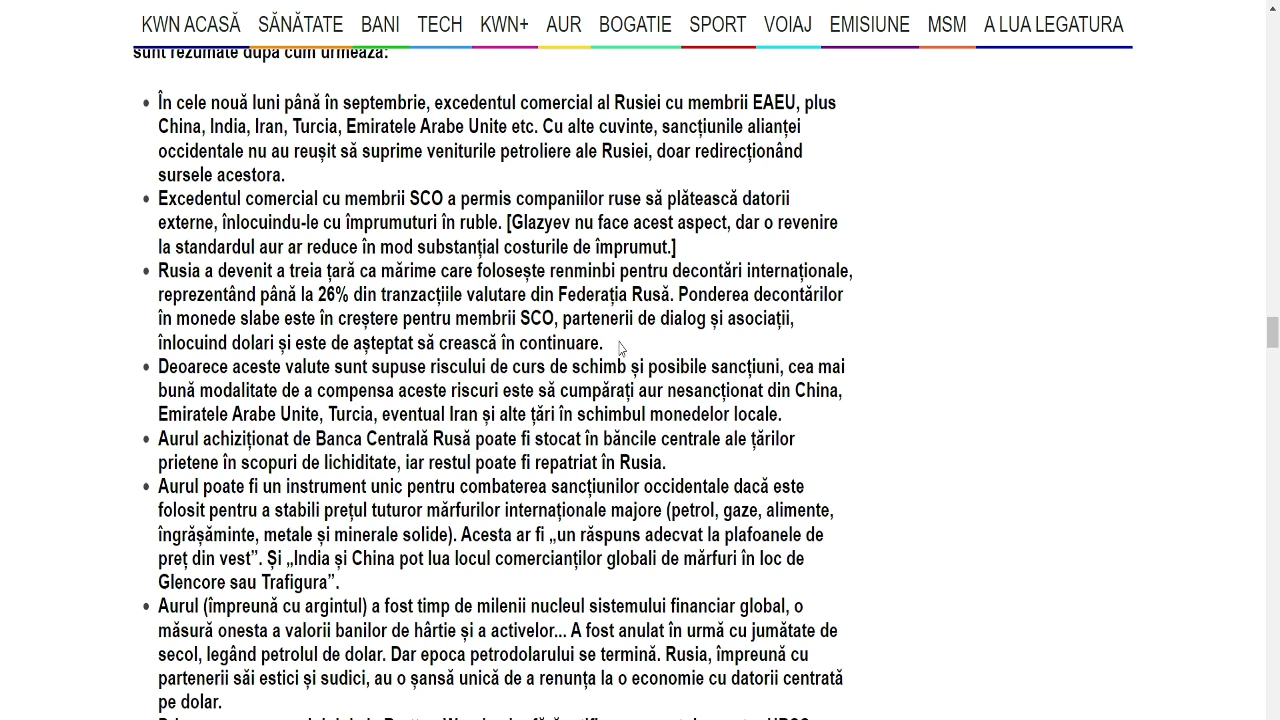 KWN ACASĂ SĂNĂTATE BANI TECH KWN+ AUR BOGATIE SPORT VOIAJ EMISIUNE MSM A LUA LEGATURA
sunt rezumate după cum urmează:
În cele nouă luni până în septembrie, excedentul comercial al Rusiei cu membrii EAEU, plus
China, India, Iran, Turcia, Emiratele Arabe Unite etc. Cu alte cuvinte, sancțiunile alianței
occidentale nu au reușit să suprime veniturile petroliere ale Rusiei, doar redirecționând
sursele acestora.
Excedentul comercial cu membrii SCO a permis companiilor ruse să plătească datorii
externe, înlocuindu-le cu împrumuturi în ruble. [Glazyev nu face acest aspect, dar o revenire
la standardul aur ar reduce în mod substanțial costurile de împrumut.]
Rusia a devenit a treia țară ca mărime care folosește renminbi pentru decontări internaționale,
reprezentând până la 26% din tranzacțiile valutare din Federația Rusă. Ponderea decontărilor
în monede slabe este în creștere pentru membrii SCO, partenerii de dialog și asociații,
înlocuind dolari și este de așteptat să crească în continuare.
Deoarece aceste valute sunt supuse riscului de curs de schimb și posibile sancțiuni, cea mai
bună modalitate de a compensa aceste riscuri este să cumpărați aur nesancționat din China,
Emiratele Arabe Unite, Turcia, eventual Iran și alte țări în schimbul monedelor locale.
Aurul achiziționat de Banca Centrală Rusă poate fi stocat în băncile centrale ale țărilor
prietene în scopuri de lichiditate, iar restul poate fi repatriat în Rusia.
Aurul poate fi un instrument unic pentru combaterea sancțiunilor occidentale dacă este
folosit pentru a stabili prețul tuturor mărfurilor internaționale majore (petrol, gaze, alimente,
îngrășăminte, metale și minerale solide). Acesta ar fi „un răspuns adecvat la plafoanele de
preț din vest”. Și „India și China pot lua locul comercianților globali de mărfuri în loc de
Glencore sau Trafigura”.
Aurul (împreună cu argintul) a fost timp de milenii nucleul sistemului financiar global, o
măsură onesta a valorii banilor de hârtie și a activelor... A fost anulat în urmă cu jumătate de
secol, legând petrolul de dolar. Dar epoca petrodolarului se termină. Rusia, împreună cu
partenerii săi estici și sudici, au o șansă unică de a renunța la o economie cu datorii centrată
pe dolar.